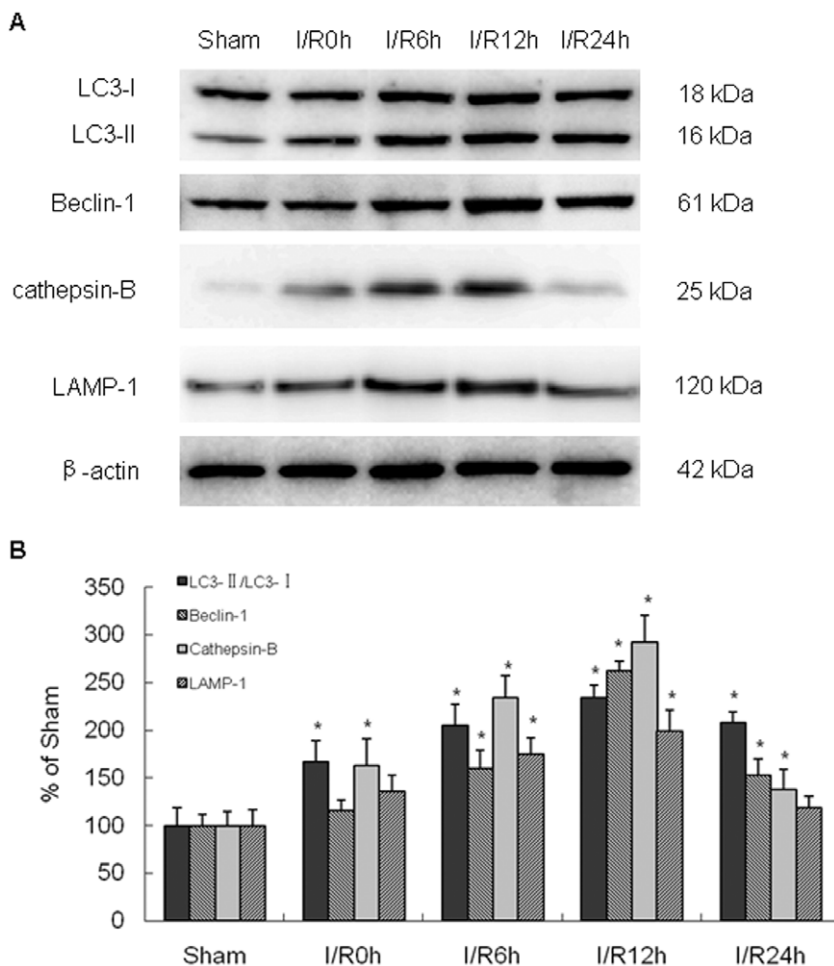 A
Sham I/R0h I/R6h I/R12h I/R24h
LC3-I 18 kDa
LC3-II 16 kDa
Beclin-1 61 kDa
cathepsin-B 25 kDa
LAMP-1 120 kDa
β-actin 42 kDa
B
350
300
250
200
150
100
50
0
% of Sham
LC3-Ⅱ/LC3-Ⅰ
Beclin-1
Cathepsin-B
LAMP-1
* *
* * * *
* * * *
* * *
Sham I/R0h I/R6h I/R12h I/R24h